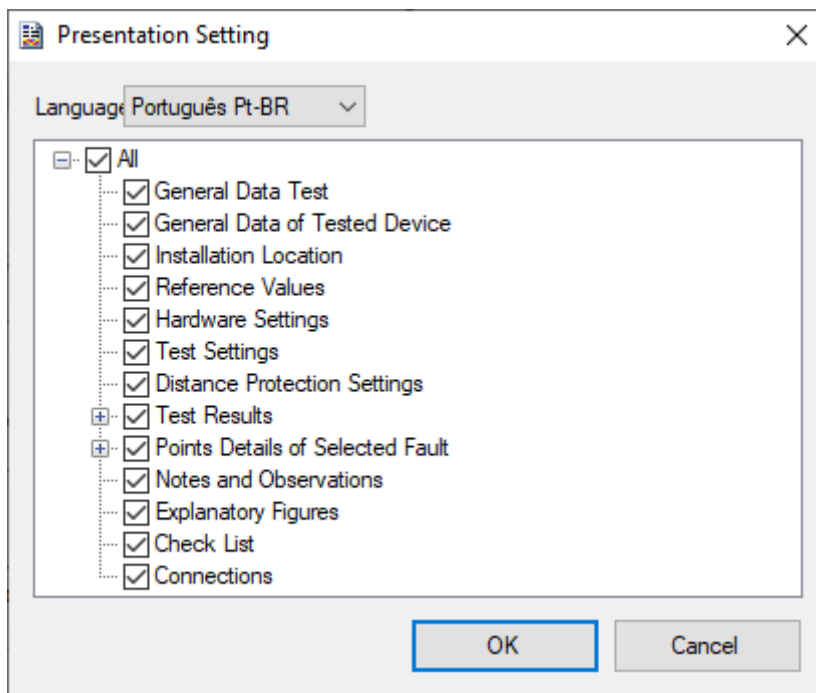 Presentation Setting
Language Português Pt-BR
All
General Data Test
General Data of Tested Device
Installation Location
Reference Values
Hardware Settings
Test Settings
Distance Protection Settings
Test Results
Points Details of Selected Fault
Notes and Observations
Explanatory Figures
Check List
Connections
OK Cancel